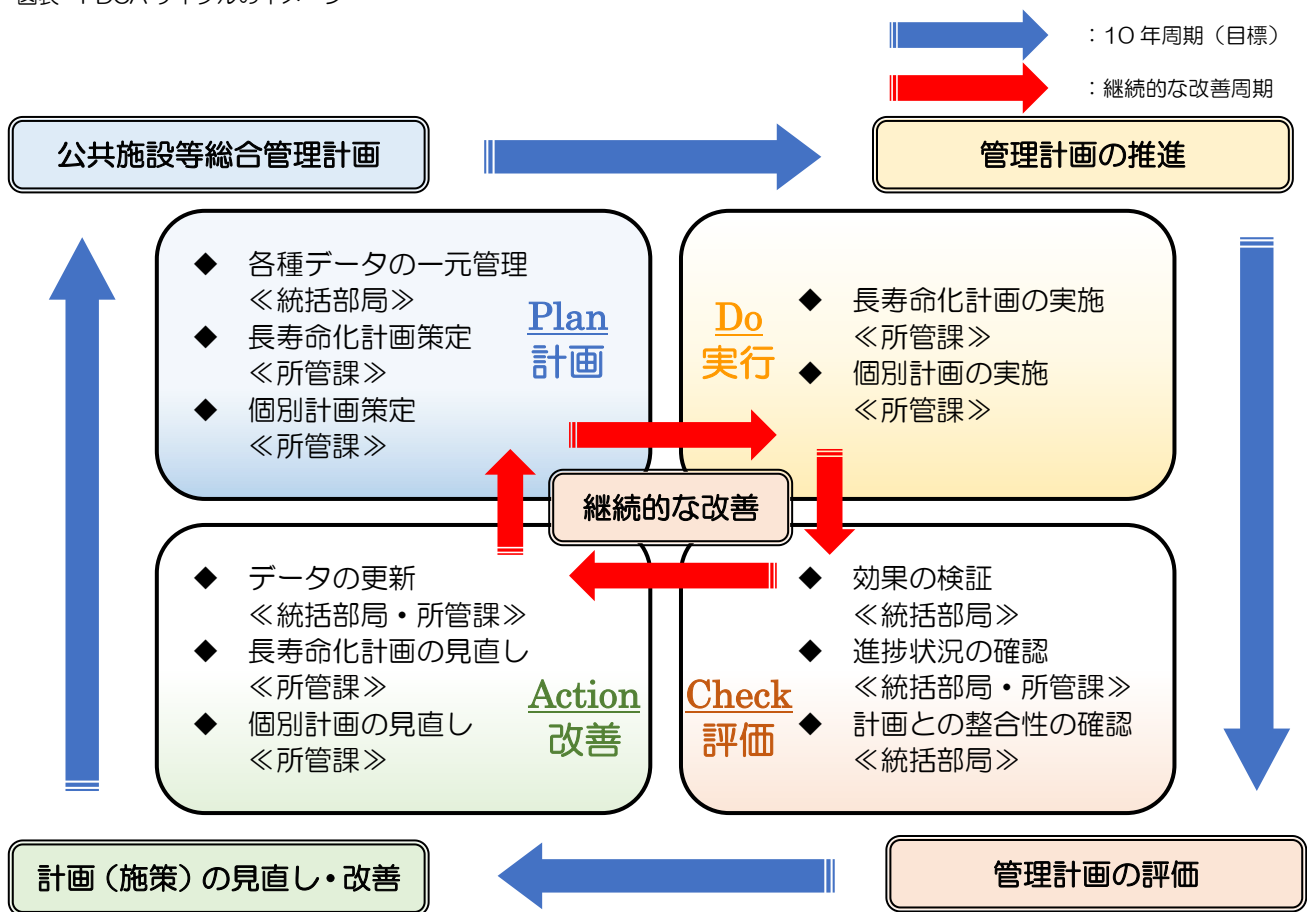 ：10 年周期（目標）
：継続的な改善周期
公共施設等総合管理計画
管理計画の推進
◆ 各種データの一元管理
≪統括部局≫
◆ 長寿命化計画策定
≪所管課≫
◆ 個別計画策定
≪所管課≫
Plan
計画
Do
実行
◆ 長寿命化計画の実施
≪所管課≫
◆ 個別計画の実施
≪所管課≫
継続的な改善
◆ データの更新
≪統括部局・所管課≫
◆ 長寿命化計画の見直し
≪所管課≫
◆ 個別計画の見直し
≪所管課≫
Action
改善
Check
評価
◆ 効果の検証
≪統括部局≫
◆ 進捗状況の確認
≪統括部局・所管課≫
◆ 計画との整合性の確認
≪統括部局≫
計画（施策）の見直し・改善
管理計画の評価